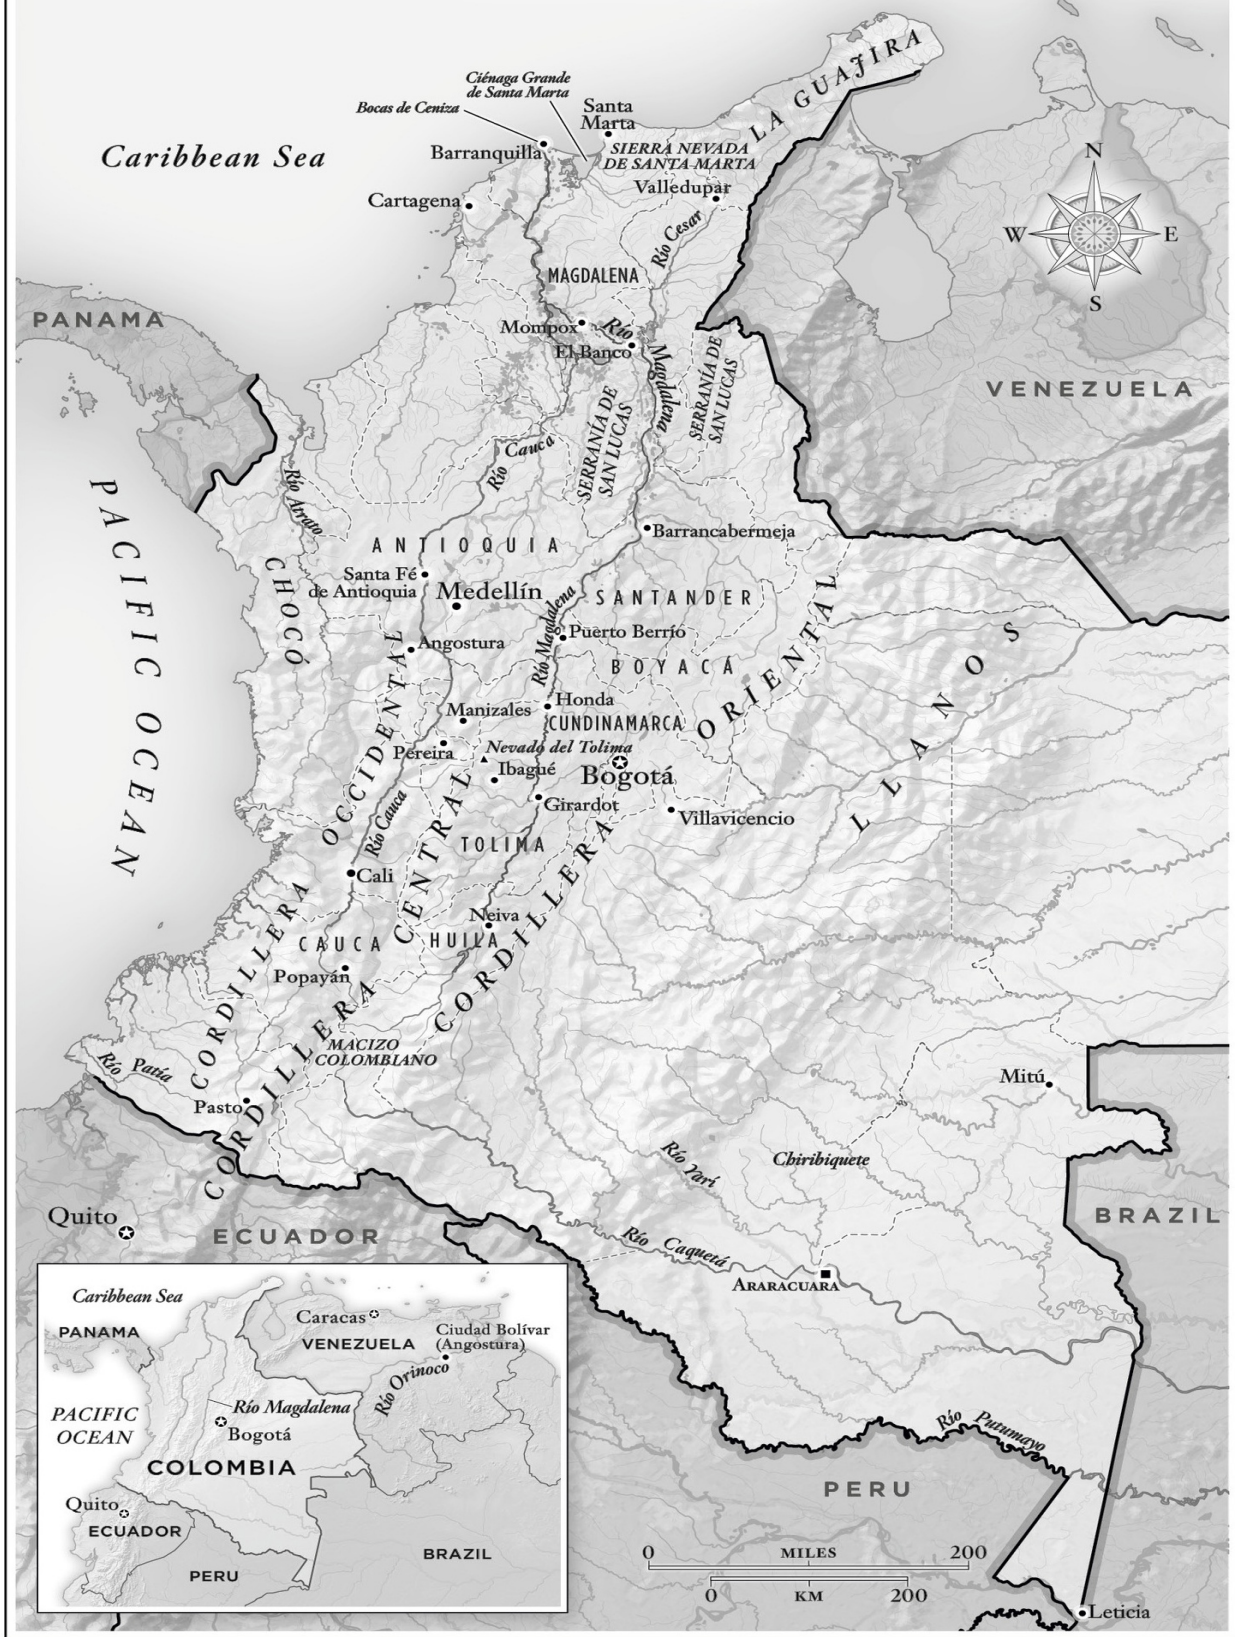 Ciénaga Grande
de Santa Marta
Bocas de Ceniza
Santa
Marta
LA GUAJIRA
Caribbean Sea
Barranquilla
SIERRA NEVADA
DE SANTA MARTA
Valledupar
Cartagena
Río Cesar
N
W
E
S
MAGDALENA
PANAMA
Mompox
El Banco
Río Magdalena
SERRANÍA DE
SAN LUCAS
SERRANÍA DE
SAN LUCAS
VENEZUELA
Río Cauca
Río Atrato
PACIFIC OCEAN
Barrancabermeja
ANTIOQUIA
CHOCÓ
Santa Fé
de Antioquia
Medellín
SANTANDER
Río Magdalena
Puerto Berrío
Angostura
BOYACÁ
LLANOS
Manizales
Honda
CUNDINAMARCA
Pereira
Nevado del Tolima
Ibagué
Bogotá
Girardot
Villavicencio
Río Cauca
TOLIMA
Cali
Neiva
CAUCA
HUILA
Popayán
CORDILLERA OCCIDENTAL
CORDILLERA CENTRAL
CORDILLERA ORIENTAL
MACIZO
COLOMBIANO
Río Patía
Pasto
Mitú
Río Yarí
Chiribiquete
Quito
ECUADOR
BRAZIL
Río Caquetá
ARARACUARA
Río Putumayo
PERU
Leticia
0 MILES 200
0 KM 200
Caribbean Sea
PANAMA
Caracas
VENEZUELA
Ciudad Bolívar
(Angostura)
Río Orinoco
Río Magdalena
PACIFIC
OCEAN
Bogotá
COLOMBIA
Quito
ECUADOR
PERU
BRAZIL